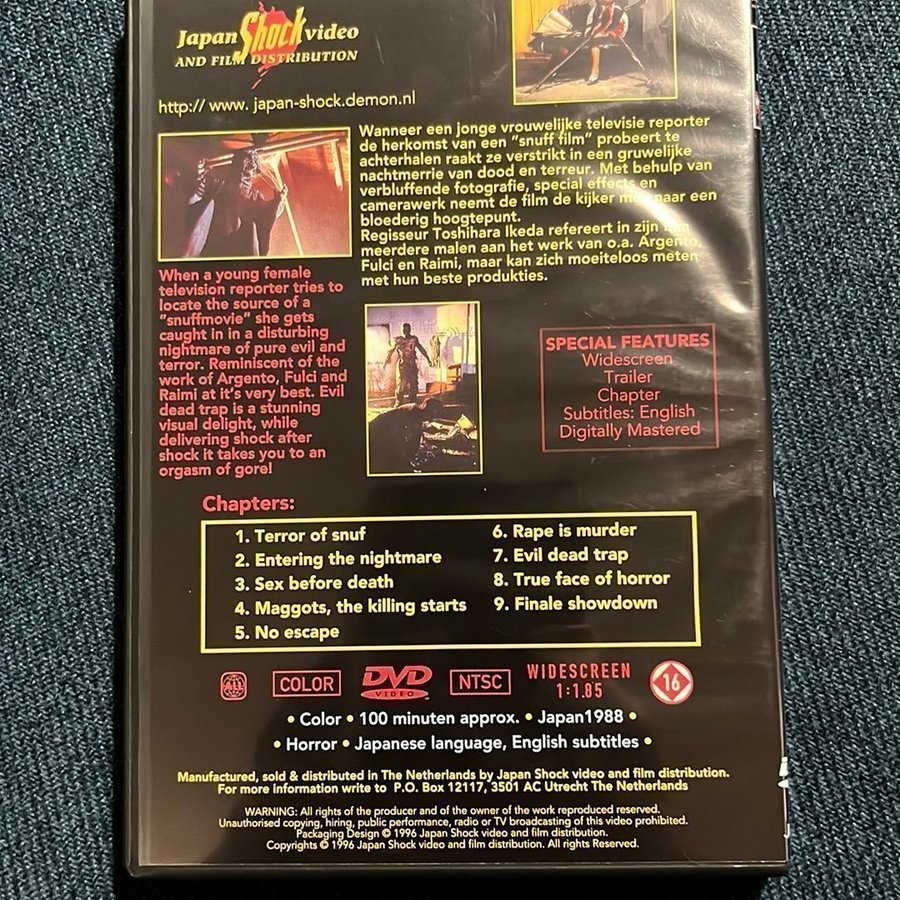 Japan Shock video
AND FILM DISTRIBUTION
http:// www. japan-shock.demon.nl
Wanneer een jonge vrouwelijke televisie reporter
de herkomst van een "snuff film" probeert te
achterhalen raakt ze verstrikt in een gruwelijke
nachtmerrie van dood en terreur. Met behulp van
verbluffende fotografie, special effects en
camerawerk neemt de film de kijker naar een
bloederig hoogtepunt.
Regisseur Toshihara Ikeda refereert in zijn
meerdere malen aan het werk van o.a. Argento,
Fulci en Raimi, maar kan zich moeiteloos meten
met hun beste produkties.
When a young female
television reporter tries to
locate the source of a
"snuffmovie" she gets
caught in in a disturbing
nightmare of pure evil and
terror. Reminiscent of the
work of Argento, Fulci and
Raimi at it's very best. Evil
dead trap is a stunning
visual delight, while
delivering shock after
shock it takes you to an
orgasm of gore!
SPECIAL FEATURES
Widescreen
Trailer
Chapter
Subtitles: English
Digitally Mastered
Chapters:
1. Terror of snuf
2. Entering the nightmare
3. Sex before death
4. Maggots, the killing starts
5. No escape
6. Rape is murder
7. Evil dead trap
8. True face of horror
9. Finale showdown
ALL
COLOR
DVD
VIDEO
NTSC
WIDESCREEN
1:1.85
16
• Color • 100 minuten approx. • Japan1988 •
• Horror • Japanese language, English subtitles •
Manufactured, sold & distributed in The Netherlands by Japan Shock video and film distribution.
For more information write to P.O. Box 12117, 3501 AC Utrecht The Netherlands
WARNING: All rights of the producer and of the owner of the work reproduced reserved.
Unauthorised copying, hiring, public performance, radio or TV broadcasting of this video prohibited.
Packaging Design © 1996 Japan Shock video and film distribution.
Copyrights © 1996 Japan Shock video and film distribution. All rights Reserved.